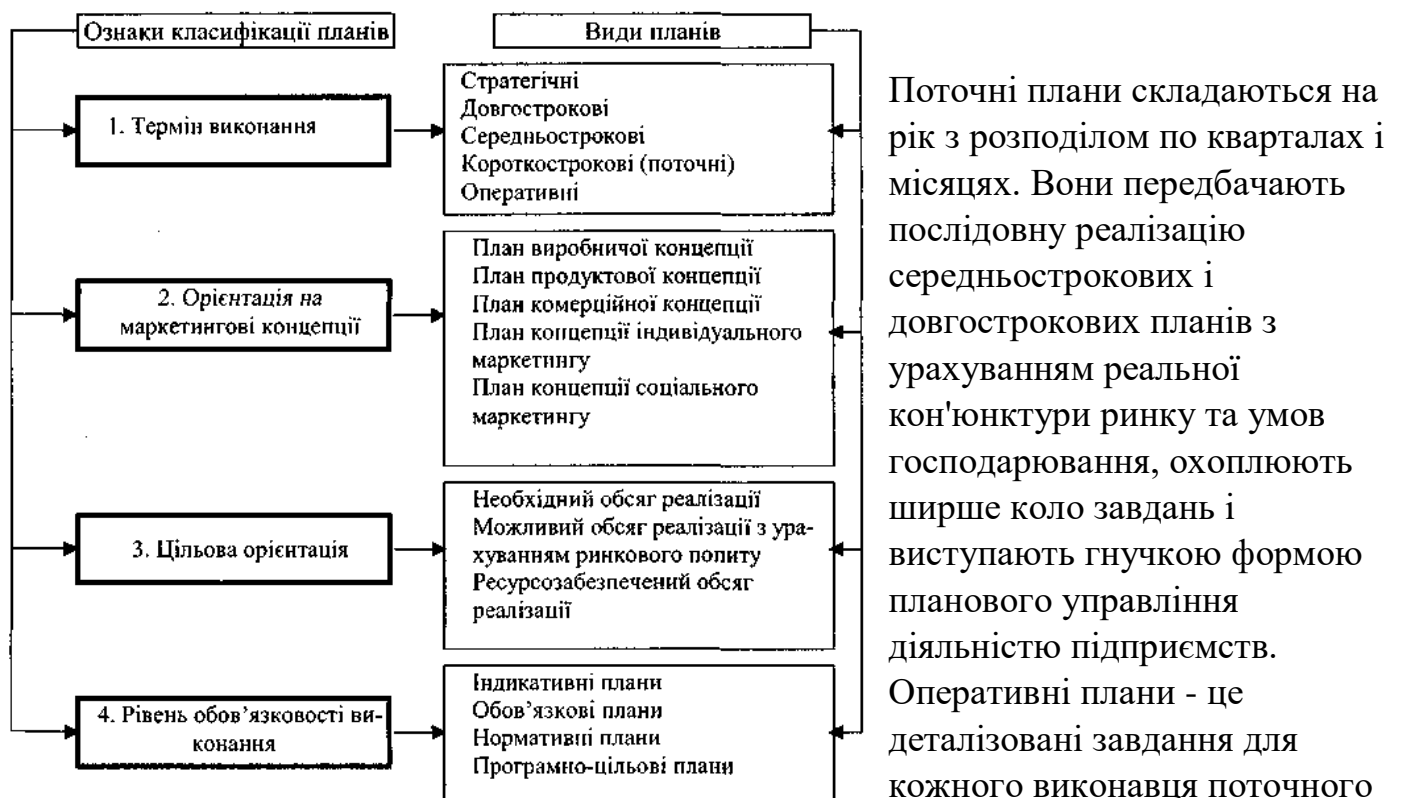 Ознаки класифікації планів
Види планів
1. Термін виконання
Стратегічні
Довгострокові
Середньострокові
Короткострокові (поточні)
Оперативні
2. Орієнтація на
маркетингові концепції
План виробничої концепції
План продуктової концепції
План комерційної концепції
План концепції індивідуального
маркетингу
План концепції соціального
маркетингу
3. Цільова орієнтація
Необхідний обсяг реалізації
Можливий обсяг реалізації з ура-
хуванням ринкового попиту
Ресурсозабезпечений обсяг
реалізації
4. Рівень обов’язковості ви-
конання
Індикативні плани
Обов’язкові плани
Нормативні плани
Програмно-цільові плани
Поточні плани складаються на
рік з розподілом по кварталах і
місяцях. Вони передбачають
послідовну реалізацію
середньострокових і
довгострокових планів з
урахуванням реальної
кон'юнктури ринку та умов
господарювання, охоплюють
ширше коло завдань і
виступають гнучкою формою
планового управління
діяльністю підприємств.
Оперативні плани - це
деталізовані завдання для
кожного виконавця поточного